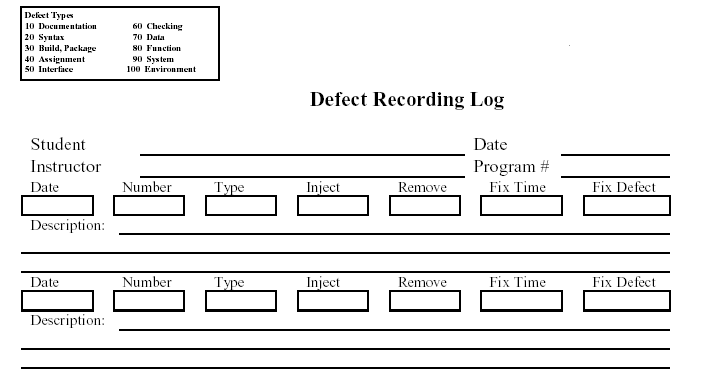 Defect Types
10 Documentation 60 Checking
20 Syntax 70 Data
30 Build, Package 80 Function
40 Assignment 90 System
50 Interface 100 Environment
Defect Recording Log
Student Date
Instructor Program #
Date Number Type Inject Remove Fix Time Fix Defect
Description:
Date Number Type Inject Remove Fix Time Fix Defect
Description: